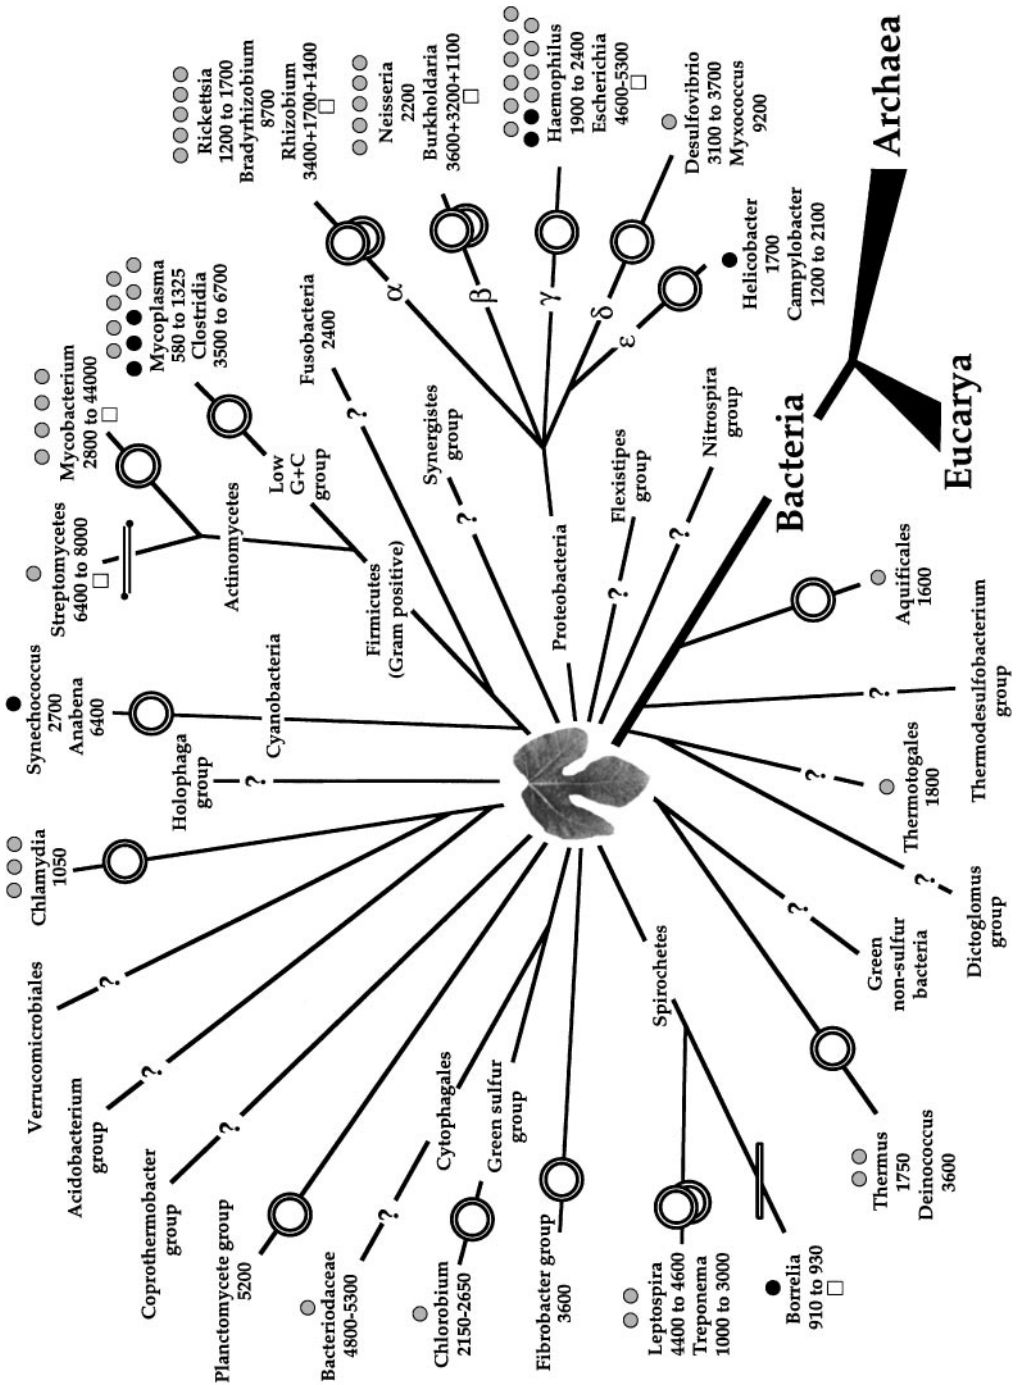 Rickettsia
1200 to 1700
Bradyrhizobium
8700
Rhizobium
3400+1700+1400
Neisseria
2200
Burkholdaria
3600+3200+1100
Haemophilus
1900 to 2400
Escherichia
4600-5300
Desulfovibrio
3100 to 3700
Myxococcus
9200
Helicobacter
1700
Campylobacter
1200 to 2100
α
β
γ
δ
ε
Mycobacterium
2800 to 44000
Mycoplasma
580 to 1325
Clostridia
3500 to 6700
Streptomycetes
6400 to 8000
Actinomycetes
Low
G+C
group
Firmicutes
(Gram positive)
Fusobacteria
2400
?
Synergistes
group
?
Proteobacteria
Flexistipes
group
?
Nitrospira
group
?
Bacteria
Archaea
Eucarya
Synechococcus
2700
Anabena
6400
Cyanobacteria
Holophaga
group
?
Chlamydia
1050
Verrucomicrobiales
?
Acidobacterium
group
?
Coprothermobacter
group
?
Planctomycete group
5200
Bacteriodaceae
4800-5300
?
Cytophagales
Chlorobium
2150-2650
Green sulfur
group
Fibrobacter group
3600
Spirochetes
Leptospira
4400 to 4600
Treponema
1000 to 3000
Borrelia
910 to 930
Thermus
1750
Deinococcus
3600
Green
non-sulfur
bacteria
?
Dictoglomus
group
?
Thermotogales
1800
?
Thermodesulfobacterium
group
?
Aquificales
1600